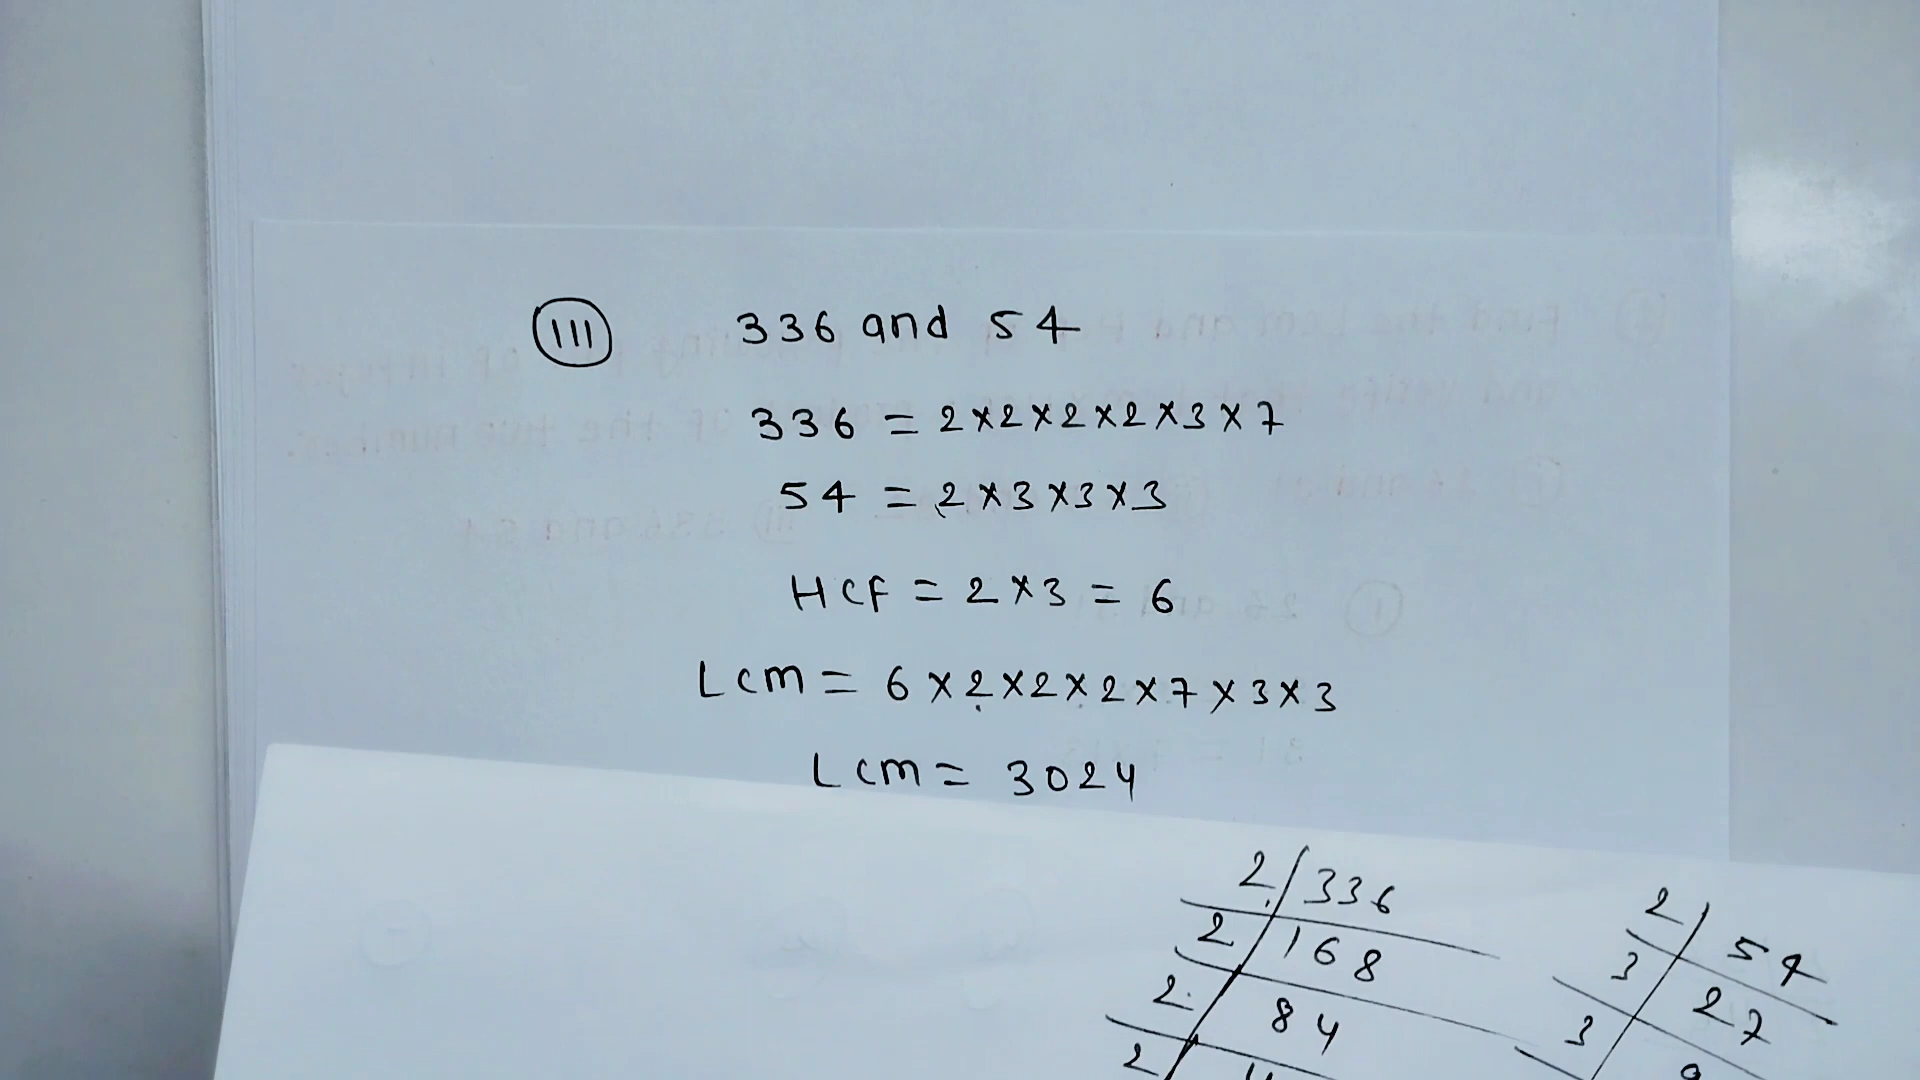 III 336 and 54
336 = 2×2×2×2×3×7
54 = 2×3×3×3
HCF = 2×3 = 6
Lcm = 6×2×2×2×7×3×3
Lcm = 3024
2 336
2 168
2 84
2
2 54
3 27
3